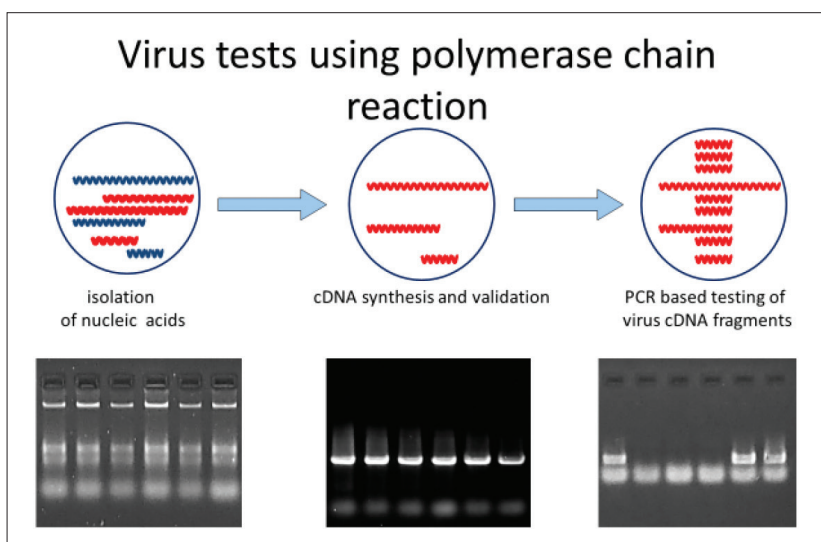 Virus tests using polymerase chain
reaction
isolation
of nucleic acids
cDNA synthesis and validation
PCR based testing of
virus cDNA fragments